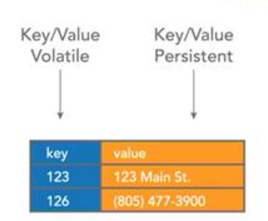 Key/Value Key/Value
Volatile Persistent
key value
123 123 Main St.
126 (805) 477-3900